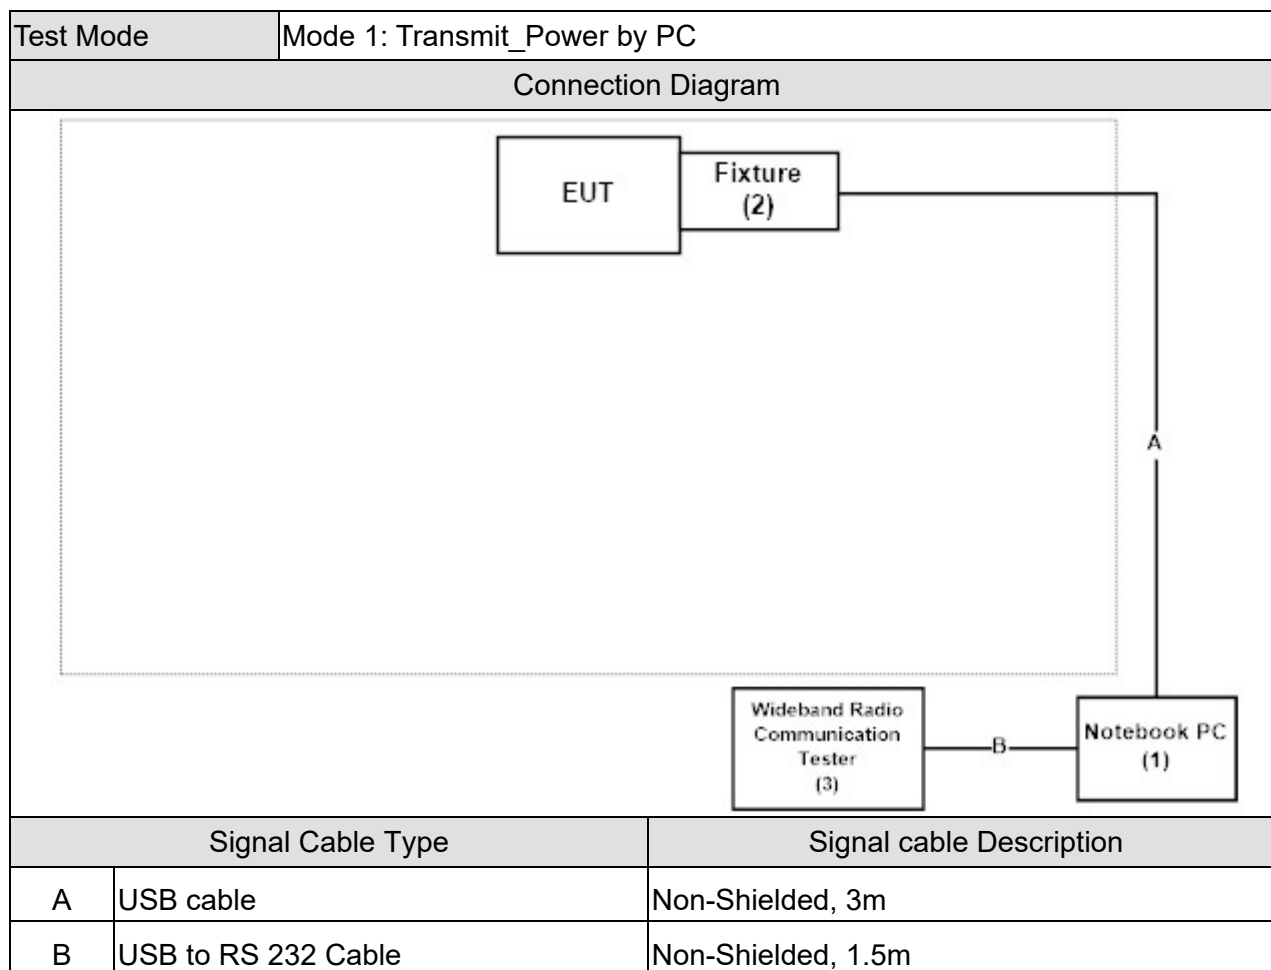 Test Mode Mode 1: Transmit_Power by PC
Connection Diagram
EUT
Fixture
(2)
A
Wideband Radio
Communication
Tester
(3)
B
Notebook PC
(1)
Signal Cable Type Signal cable Description
A USB cable Non-Shielded, 3m
B USB to RS 232 Cable Non-Shielded, 1.5m